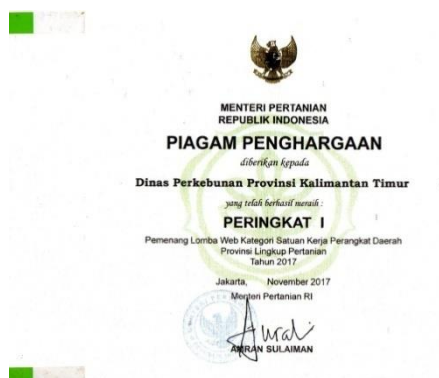 MENTERI PERTANIAN
REPUBLIK INDONESIA
PIAGAM PENGHARGAAN
diberikan kepada
Dinas Perkebunan Provinsi Kalimantan Timur
yang telah berhasil meraih :
PERINGKAT I
Pemenang Lomba Web Kategori Satuan Kerja Perangkat Daerah
Provinsi Lingkup Pertanian
Tahun 2017
Jakarta, November 2017
Menteri Pertanian RI
AMRAN SULAIMAN